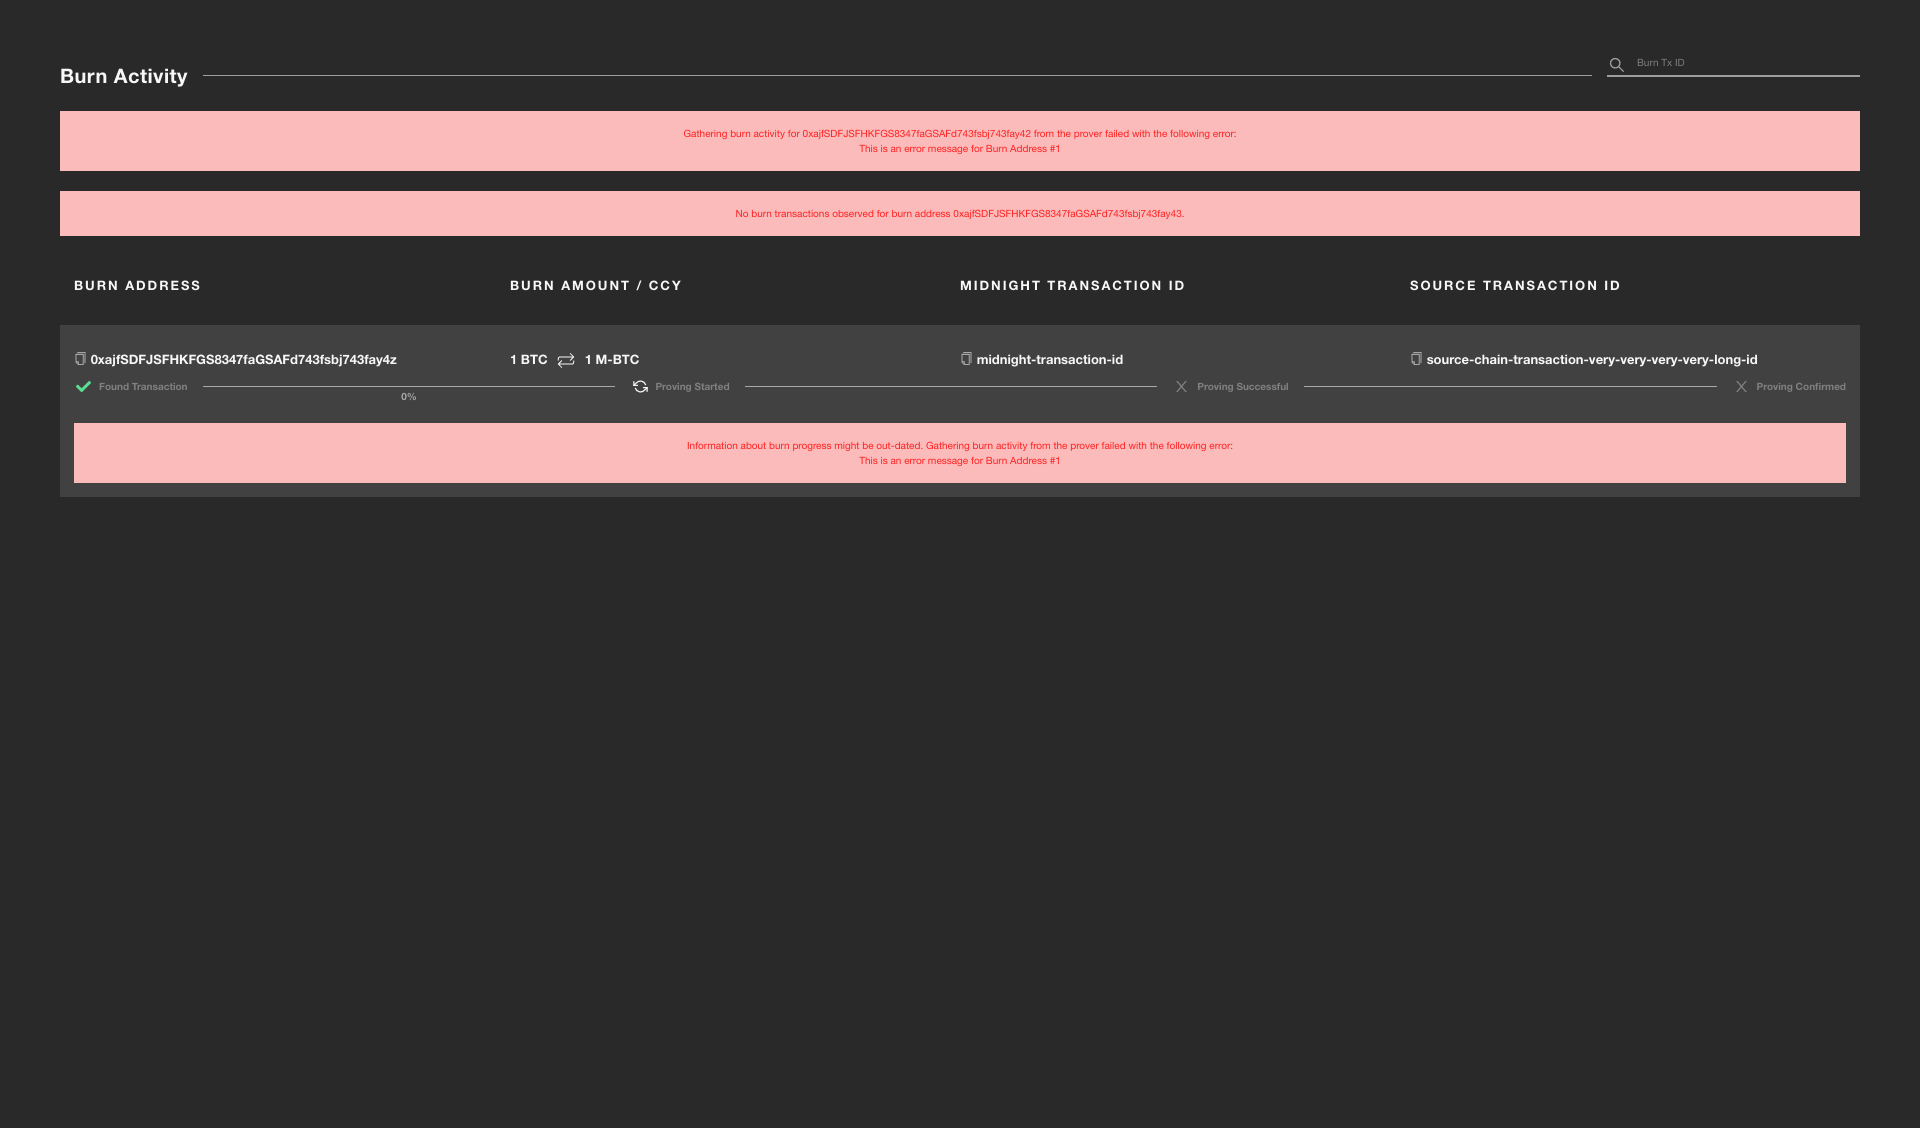 Burn Activity
Burn Tx ID
Gathering burn activity for 0xajfSDFJSFHKFGS8347faGSAFd743fsbj743fay42 from the prover failed with the following error:
This is an error message for Burn Address #1
No burn transactions observed for burn address 0xajfSDFJSFHKFGS8347faGSAFd743fsbj743fay43.
BURN ADDRESS BURN AMOUNT / CCY MIDNIGHT TRANSACTION ID SOURCE TRANSACTION ID
0xajfSDFJSFHKFGS8347faGSAFd743fsbj743fay4z 1 BTC 1 M-BTC midnight-transaction-id source-chain-transaction-very-very-very-very-long-id
Found Transaction Proving Started Proving Successful Proving Confirmed
0%
Information about burn progress might be out-dated. Gathering burn activity from the prover failed with the following error:
This is an error message for Burn Address #1